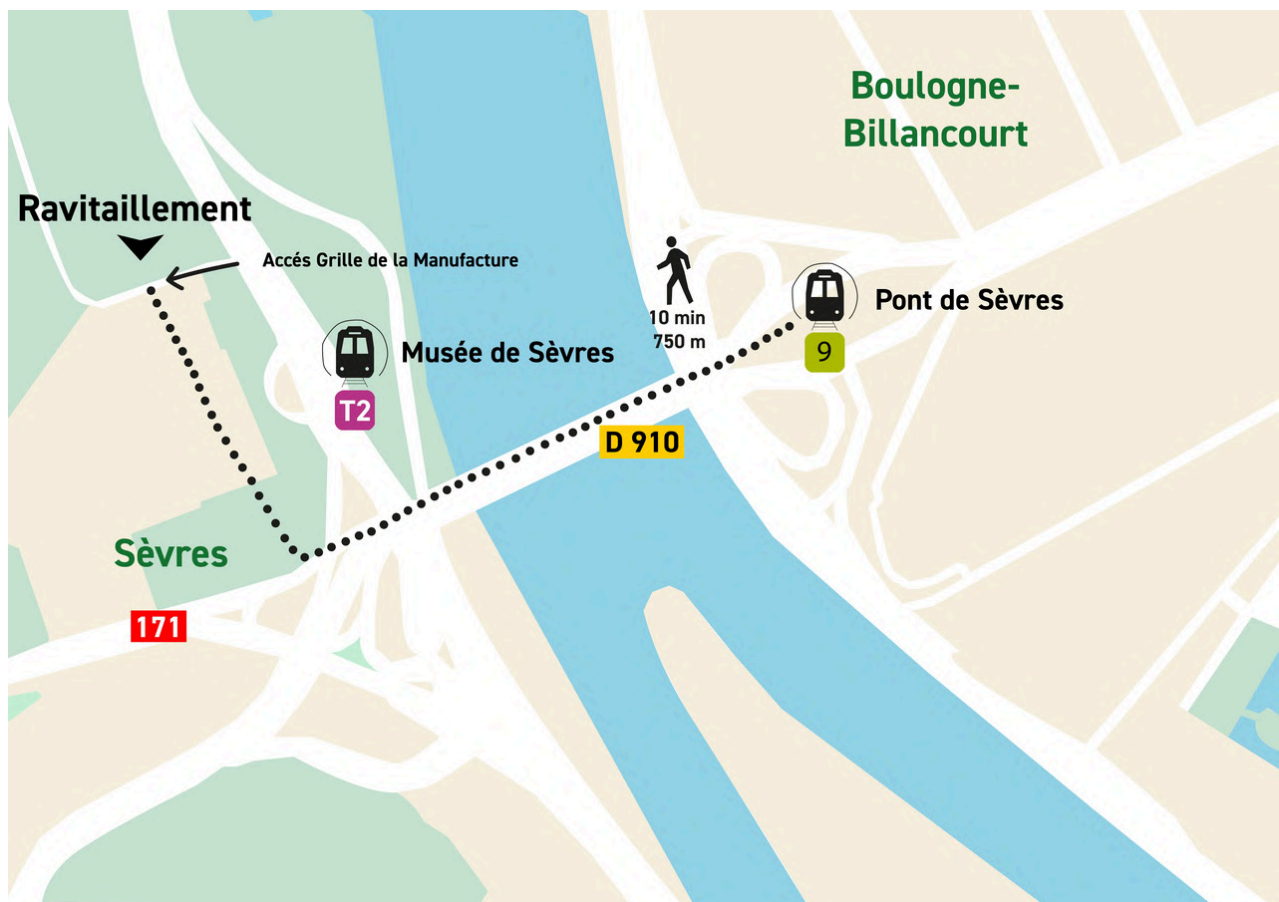 Boulogne-
Billancourt
Ravitaillement
Accés Grille de la Manufacture
Pont de Sèvres
10 min
750 m
9
Musée de Sèvres
T2
D 910
Sèvres
171